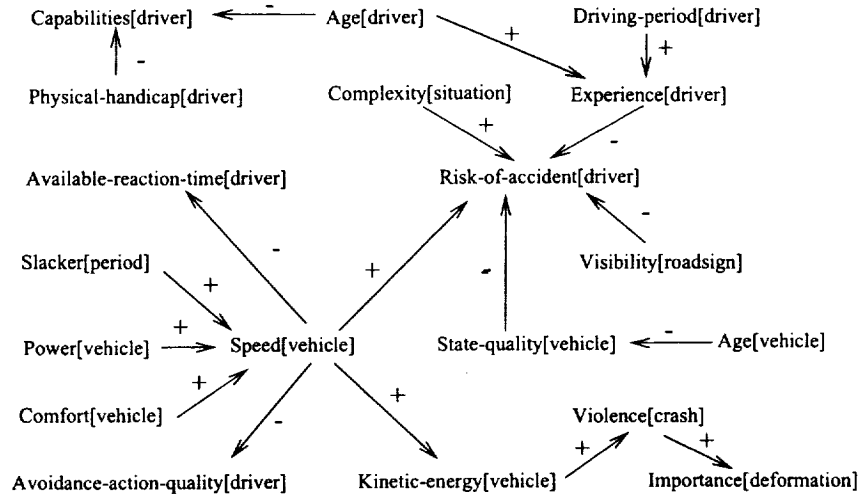 Capabilities[driver] - Age[driver] Driving-period[driver]
+ +
-
Physical-handicap[driver] Complexity[situation] Experience[driver]
+ -
Available-reaction-time[driver] Risk-of-accident[driver]
-
- Slacker[period] + - Visibility[roadsign]
+
+ Power[vehicle] Speed[vehicle] State-quality[vehicle] - Age[vehicle]
+ +
Comfort[vehicle] - Violence[crash]
+ +
Avoidance-action-quality[driver] Kinetic-energy[vehicle] Importance[deformation]